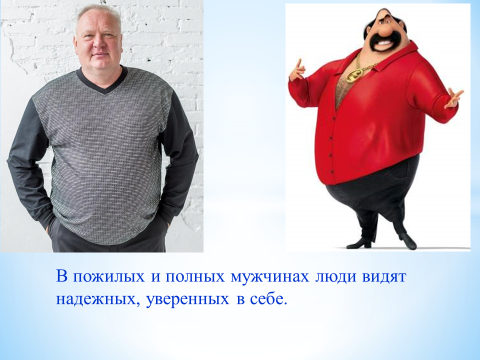 В пожилых и полных мужчинах люди видят
надежных, уверенных в себе.